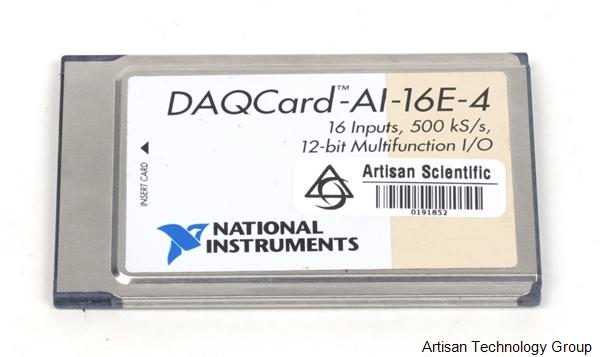 DAQCard™-AI-16E-4
16 Inputs, 500 kS/s,
12-bit Multifunction I/O
INSERT CARD
Artisan Scientific
0191852
NATIONAL
INSTRUMENTS
Artisan Technology Group